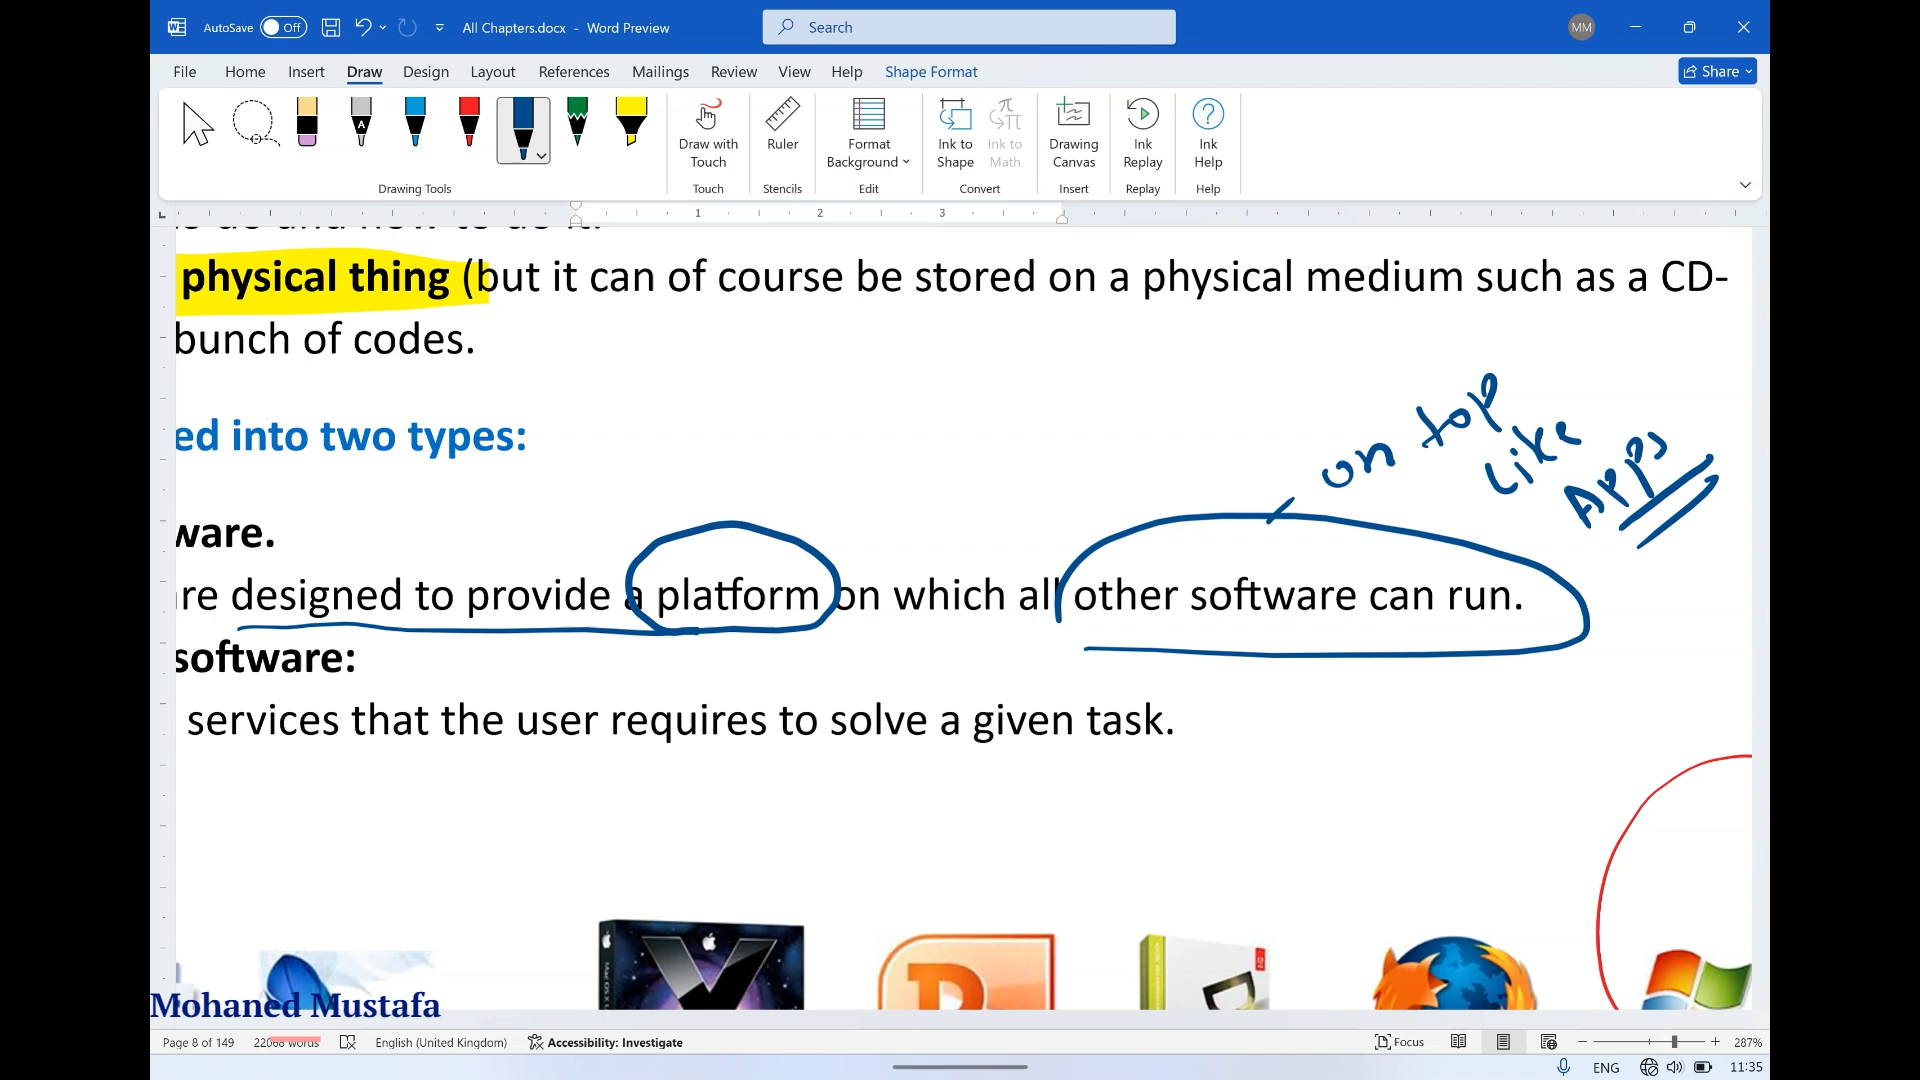 AutoSave Off All Chapters.docx - Word Preview Search MM
File Home Insert Draw Design Layout References Mailings Review View Help Shape Format Share
A
Draw with Touch
Ruler
Format Background
Ink to Shape
Ink to Math
Drawing Canvas
Ink Replay
Ink Help
Drawing Tools Touch Stencils Edit Convert Insert Replay Help
1 2 3
physical thing (but it can of course be stored on a physical medium such as a CD-
bunch of codes.
on top
Like
Apps
ed into two types:
ware.
are designed to provide a platform on which all other software can run.
software:
services that the user requires to solve a given task.
Mohaned Mustafa
Page 8 of 149 22068 words English (United Kingdom) Accessibility: Investigate Focus 287%
ENG 11:35